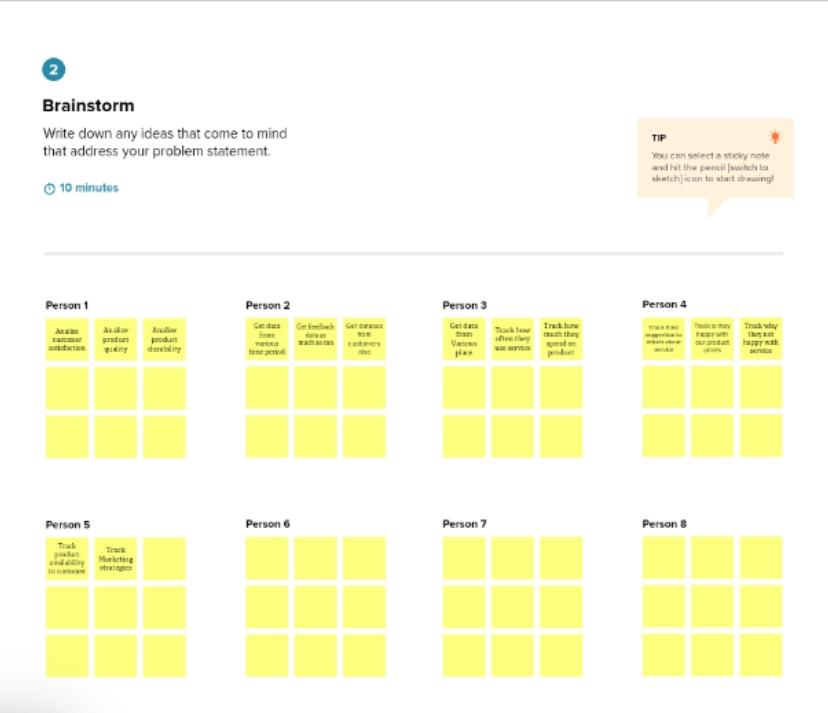 2
Brainstorm
Write down any ideas that come to mind
that address your problem statement.
10 minutes
TIP
You can select a sticky note
and hit the pencil [switch to
sketch] icon to start drawing!
Person 1
Analize
customer
satisfaction
Analize
product
quality
Analize
product
durability
Person 2
Get data
from
various
time period
Get feedback
data as
much as can
Get datases
from
customers
also
Person 3
Get data
from
Various
place
Track how
often they
use service
Track how
much they
spend on
product
Person 4
Track their
suggestion to
others about
service
Track is they
happy with
our product
prizes
Track why
they not
happy with
service
Person 5
Track
product
availability
to customer
Track
Marketing
strategies
Person 6
Person 7
Person 8